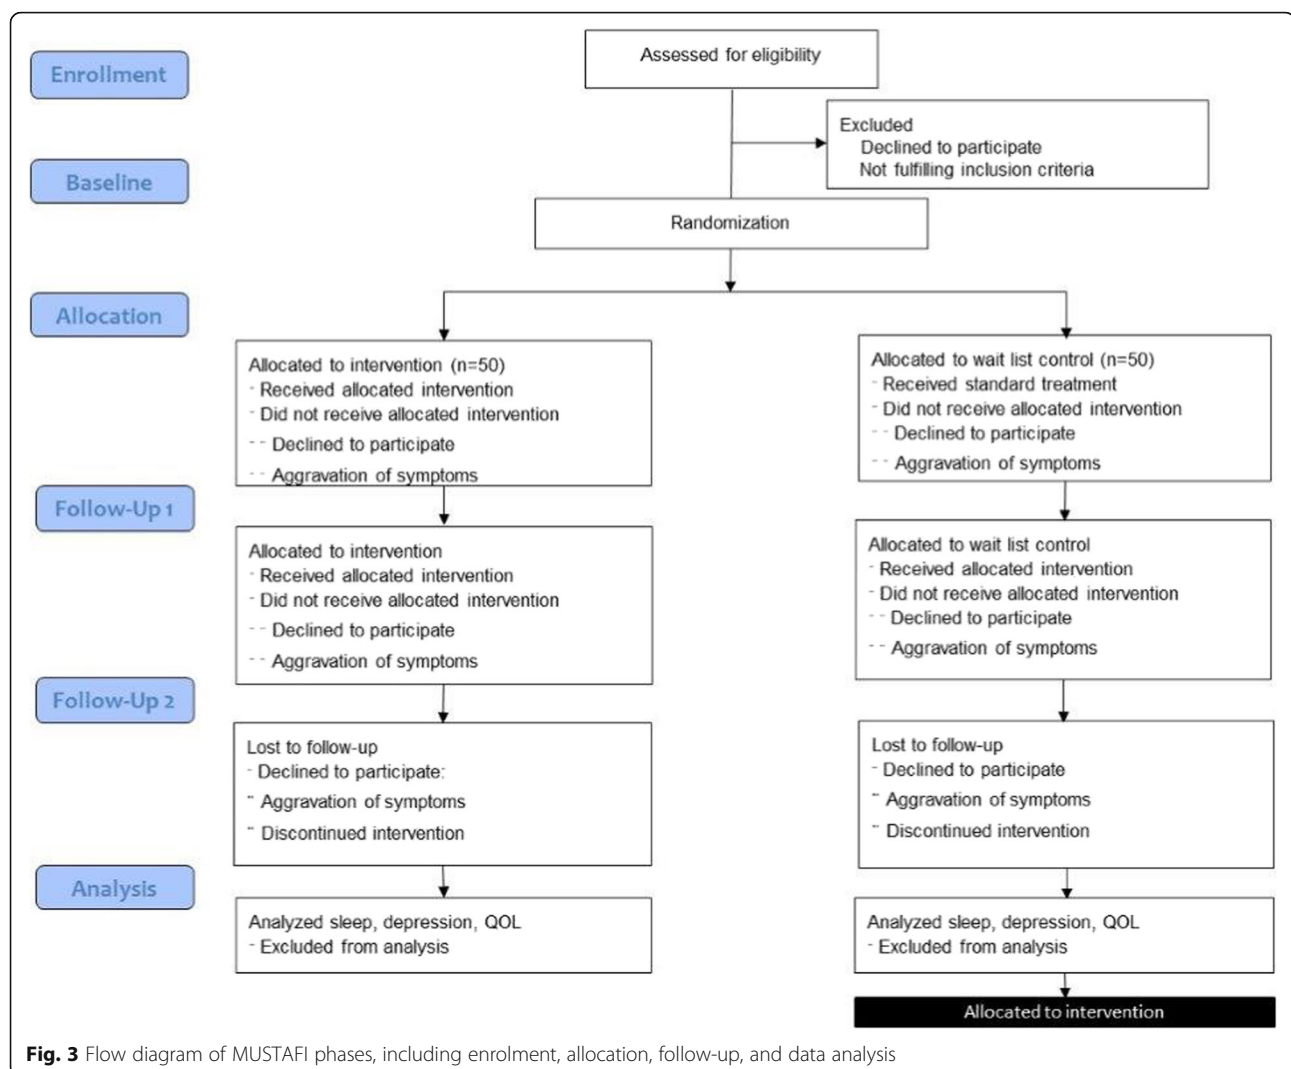 Enrollment
Assessed for eligibility
Excluded
Declined to participate
Not fulfilling inclusion criteria
Baseline
Randomization
Allocation
Allocated to intervention (n=50)
- Received allocated intervention
- Did not receive allocated intervention
-- Declined to participate
-- Aggravation of symptoms
Allocated to wait list control (n=50)
- Received standard treatment
- Did not receive allocated intervention
-- Declined to participate
-- Aggravation of symptoms
Follow-Up 1
Allocated to intervention
- Received allocated intervention
- Did not receive allocated intervention
-- Declined to participate
-- Aggravation of symptoms
Allocated to wait list control
- Received allocated intervention
- Did not receive allocated intervention
-- Declined to participate
-- Aggravation of symptoms
Follow-Up 2
Lost to follow-up
- Declined to participate:
- Aggravation of symptoms
- Discontinued intervention
Lost to follow-up
- Declined to participate
- Aggravation of symptoms
- Discontinued intervention
Analysis
Analyzed sleep, depression, QOL
- Excluded from analysis
Analyzed sleep, depression, QOL
- Excluded from analysis
Allocated to intervention
Fig. 3 Flow diagram of MUSTAFI phases, including enrolment, allocation, follow-up, and data analysis